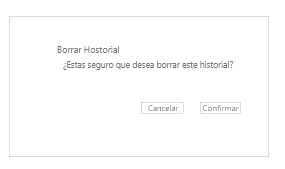 Borrar Hostorial
¿Estas seguro que desea borrar este historial?
Cancelar
Confirmar